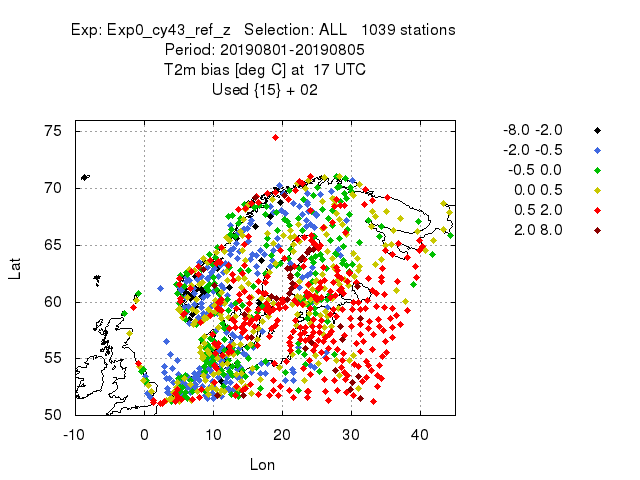 Exp: Exp0_cy43_ref_z   Selection: ALL   1039 stations
Period: 20190801-20190805
T2m bias [deg C] at  17 UTC
Used {15} + 02
-8.0 -2.0
-2.0 -0.5
-0.5 0.0
0.0 0.5
0.5 2.0
2.0 8.0
75
70
65
60
55
50
Lat
-10 0 10 20 30 40
Lon